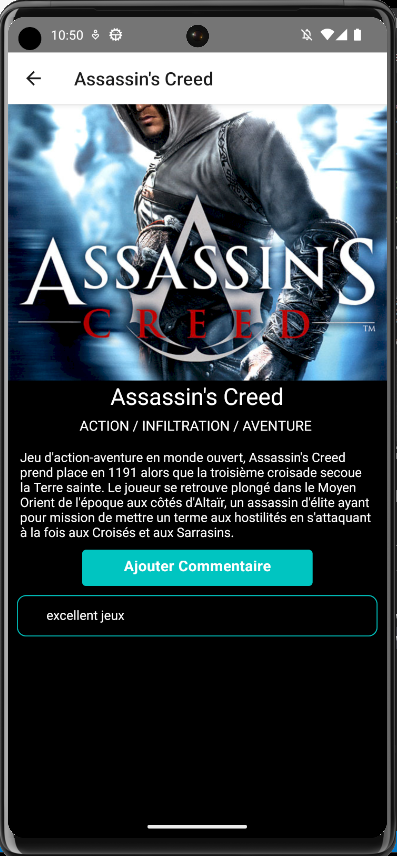 10:50
Assassin's Creed
ASSASSIN'S
CREED
TM
Assassin's Creed
ACTION / INFILTRATION / AVENTURE
Jeu d'action-aventure en monde ouvert, Assassin's Creed
prend place en 1191 alors que la troisième croisade secoue
la Terre sainte. Le joueur se retrouve plongé dans le Moyen
Orient de l'époque aux côtés d'Altaïr, un assassin d'élite ayant
pour mission de mettre un terme aux hostilités en s'attaquant
à la fois aux Croisés et aux Sarrasins.
Ajouter Commentaire
excellent jeux